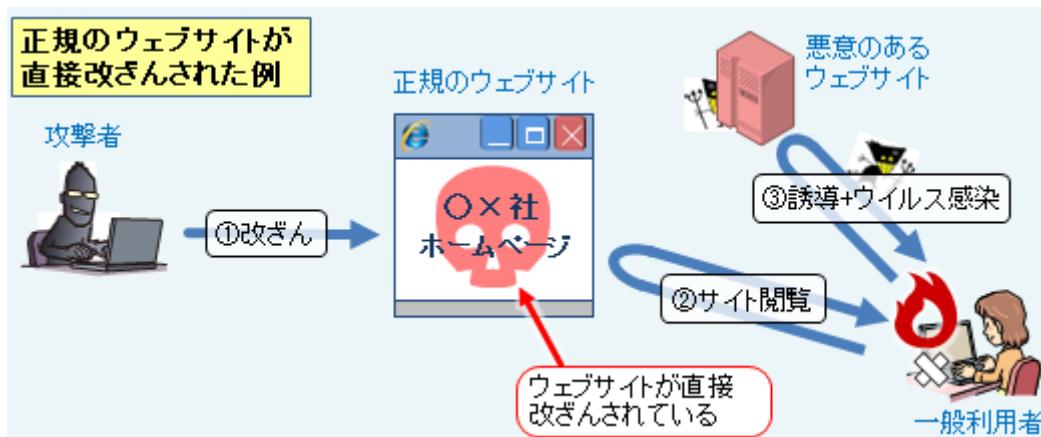 正規のウェブサイトが
直接改ざんされた例
攻撃者
①改ざん
正規のウェブサイト
〇×社
ホームページ
ウェブサイトが直接
改ざんされている
悪意のある
ウェブサイト
③誘導+ウイルス感染
②サイト閲覧
一般利用者